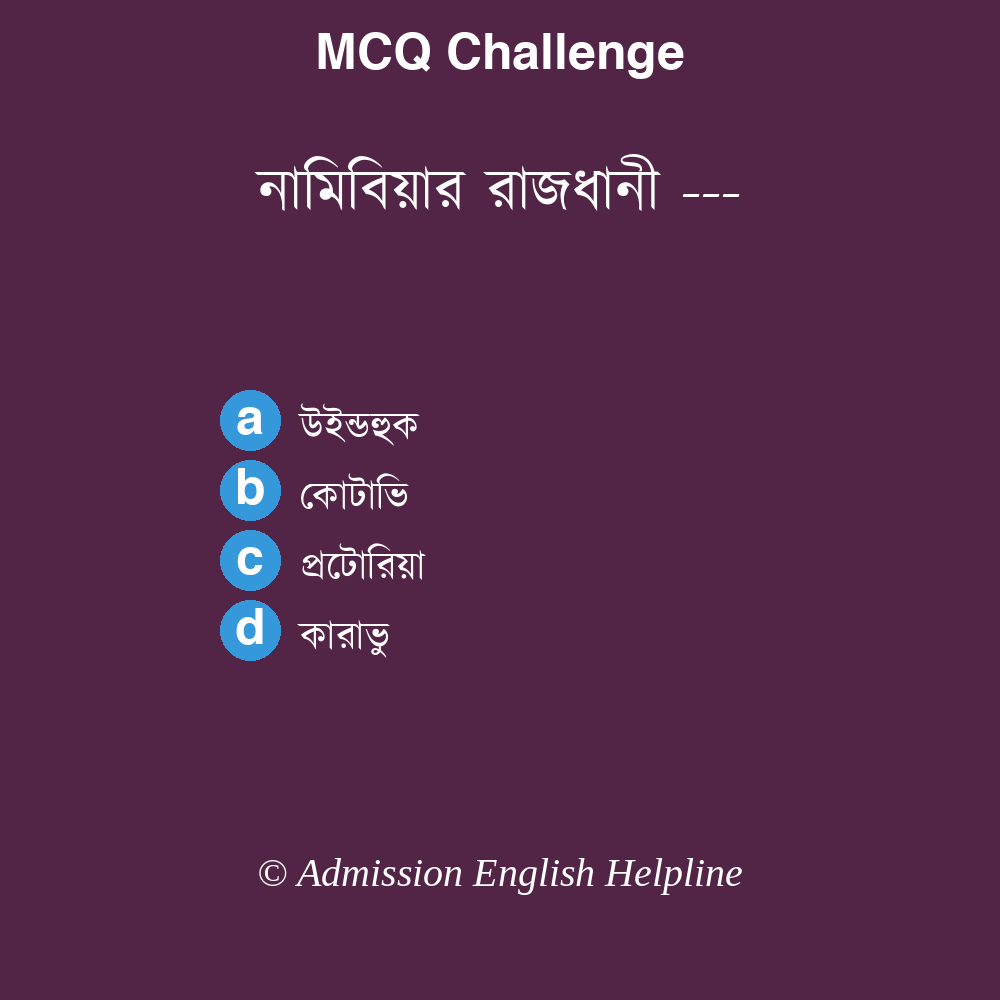 MCQ Challenge
নামিবিয়ার রাজধানী ---
a উইন্ডহুক
b কোটাভি
c প্রটোরিয়া
d কারাভু
© Admission English Helpline